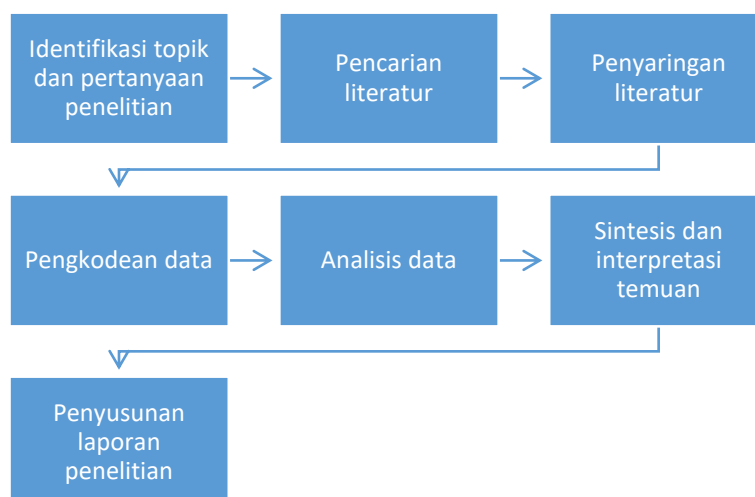 Identifikasi topik
dan pertanyaan
penelitian
Pencarian
literatur
Penyaringan
literatur
Pengkodean data
Analisis data
Sintesis dan
interpretasi
temuan
Penyusunan
laporan
penelitian